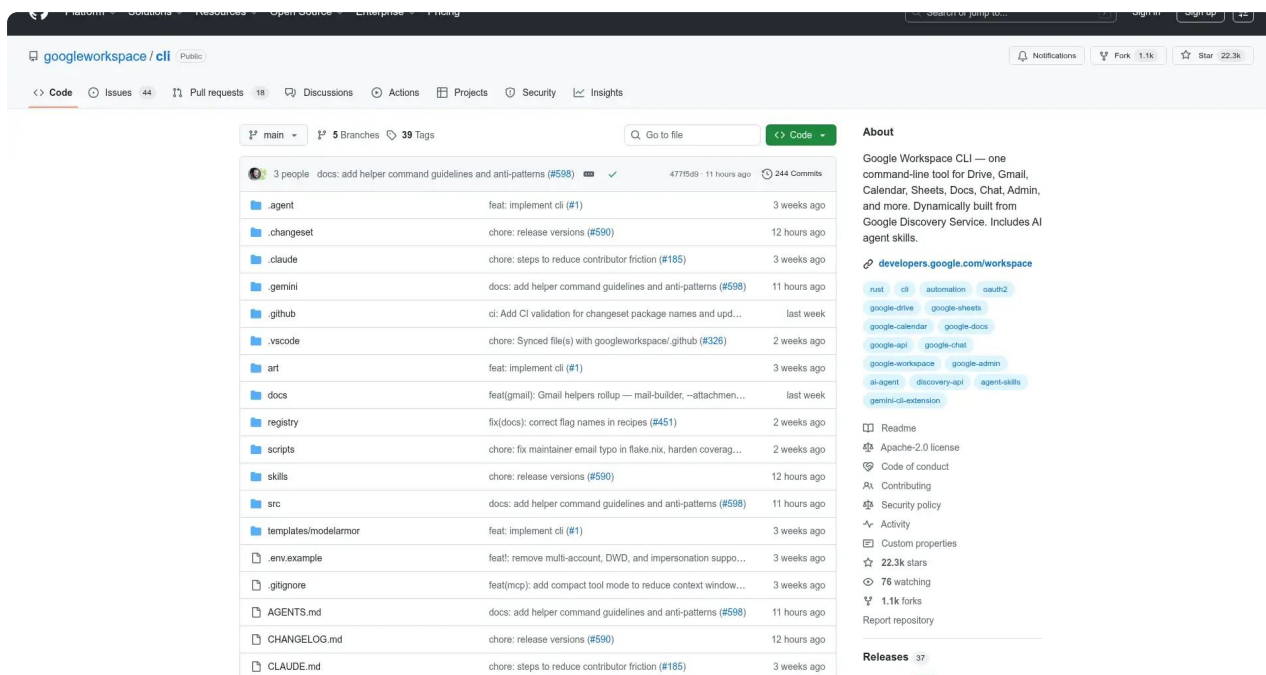 Platform Solutions Resources Open Source Enterprise Pricing Search or jump to... Sign in Sign up
googleworkspace / cli Public Notifications Fork 1.1k Star 22.3k
Code Issues 44 Pull requests 18 Discussions Actions Projects Security Insights
main 5 Branches 39 Tags Go to file Code
3 people docs: add helper command guidelines and anti-patterns (#598) 477f5d9 · 11 hours ago 244 Commits
.agent feat: implement cli (#1) 3 weeks ago
.changeset chore: release versions (#590) 12 hours ago
.claude chore: steps to reduce contributor friction (#185) 3 weeks ago
.gemini docs: add helper command guidelines and anti-patterns (#598) 11 hours ago
.github ci: Add CI validation for changeset package names and upd... last week
.vscode chore: Synced file(s) with googleworkspace/.github (#326) 2 weeks ago
art feat: implement cli (#1) 3 weeks ago
docs feat(gmail): Gmail helpers rollup — mail-builder, --attachmen... last week
registry fix(docs): correct flag names in recipes (#451) 2 weeks ago
scripts chore: fix maintainer email typo in flake.nix, harden coverag... 2 weeks ago
skills chore: release versions (#590) 12 hours ago
src docs: add helper command guidelines and anti-patterns (#598) 11 hours ago
templates/modelarmor feat: implement cli (#1) 3 weeks ago
.env.example feat!: remove multi-account, DWD, and impersonation suppo... 3 weeks ago
.gitignore feat(mcp): add compact tool mode to reduce context window... 3 weeks ago
AGENTS.md docs: add helper command guidelines and anti-patterns (#598) 11 hours ago
CHANGELOG.md chore: release versions (#590) 12 hours ago
CLAUDE.md chore: steps to reduce contributor friction (#185) 3 weeks ago
About
Google Workspace CLI — one
command-line tool for Drive, Gmail,
Calendar, Sheets, Docs, Chat, Admin,
and more. Dynamically built from
Google Discovery Service. Includes AI
agent skills.
developers.google.com/workspace
rust cli automation oauth2
google-drive google-sheets
google-calendar google-docs
google-api google-chat
google-workspace google-admin
ai-agent discovery-api agent-skills
gemini-cli-extension
Readme
Apache-2.0 license
Code of conduct
Contributing
Security policy
Activity
Custom properties
22.3k stars
76 watching
1.1k forks
Report repository
Releases 37